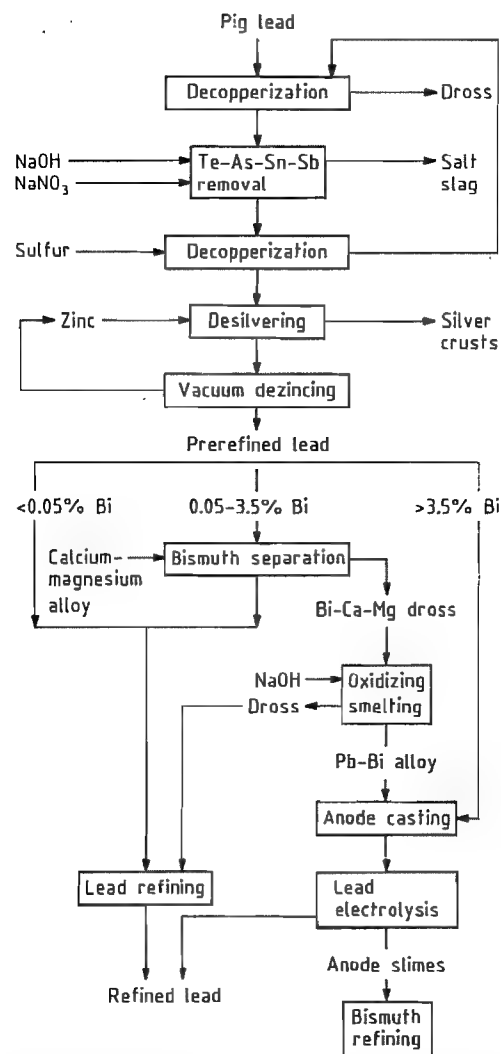 Pig lead
Decopperization
Dross
NaOH
NaNO₃
Te-As-Sn-Sb
removal
Salt
slag
Sulfur
Decopperization
Zinc
Desilvering
Silver
crusts
Vacuum dezincing
Prerefined lead
<0.05% Bi
0.05-3.5% Bi
>3.5% Bi
Calcium-
magnesium
alloy
Bismuth separation
Bi-Ca-Mg dross
NaOH
Dross
Oxidizing
smelting
Pb-Bi alloy
Anode casting
Lead refining
Lead
electrolysis
Anode slimes
Refined lead
Bismuth
refining